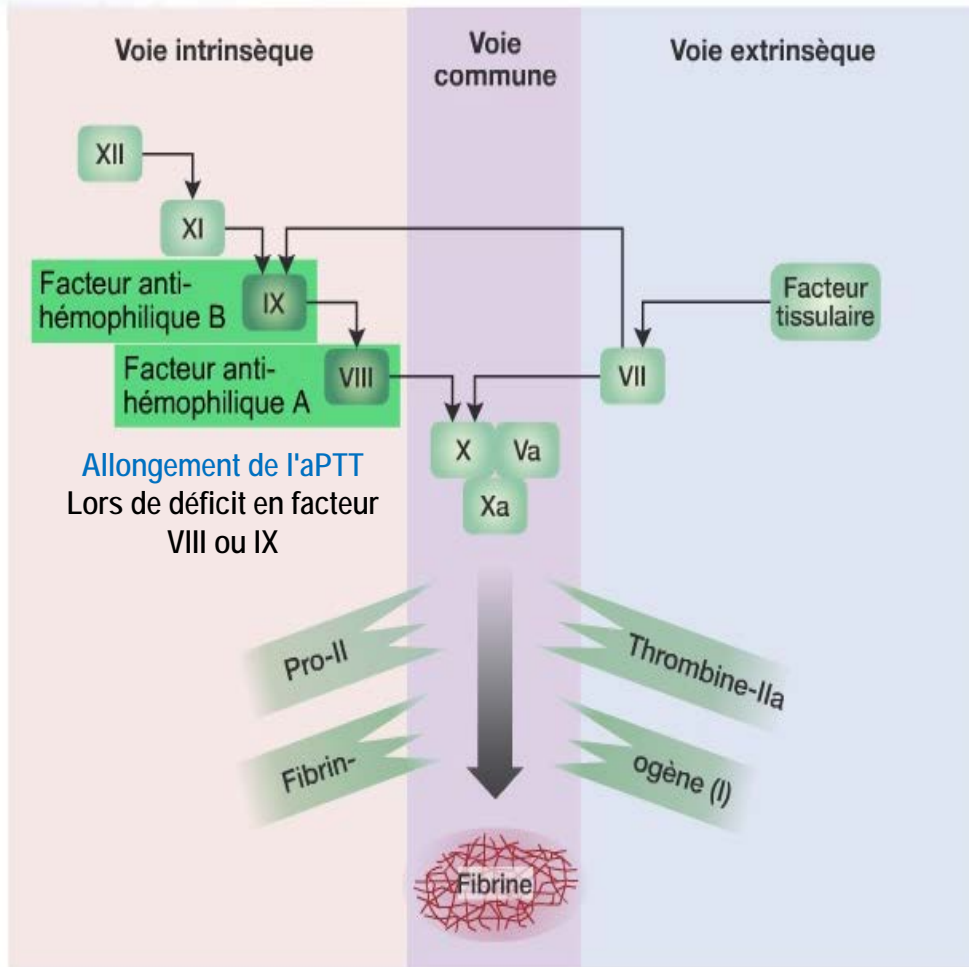 Voie intrinsèque
Voie
commune
Voie extrinsèque
XII
XI
Facteur anti-
hémophilique B
IX
Facteur
tissulaire
Facteur anti-
hémophilique A
VIII
VII
X
Va
Xa
Allongement de l'aPTT
Lors de déficit en facteur
VIII ou IX
Pro-II
Thrombine-IIa
Fibrin-
ogène (I)
Fibrine